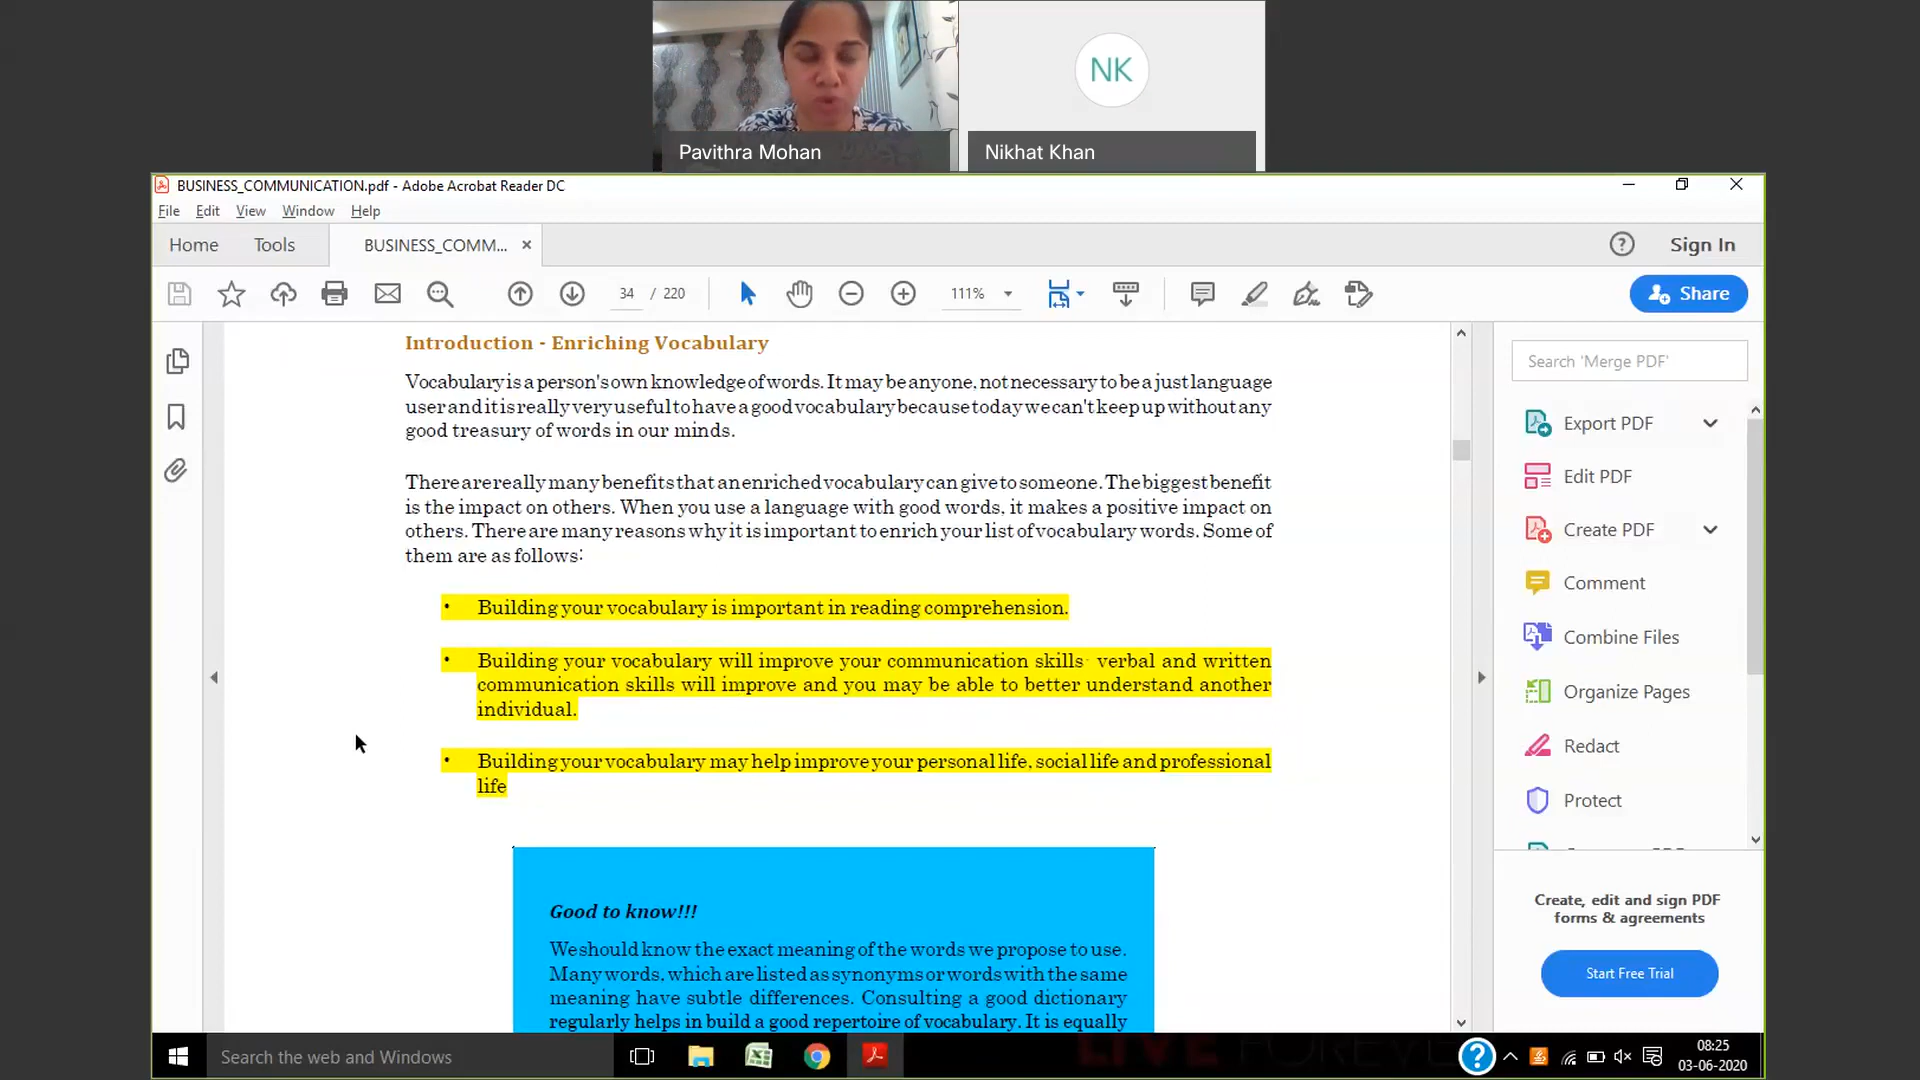 NK
Pavithra Mohan
Nikhat Khan
BUSINESS_COMMUNICATION.pdf - Adobe Acrobat Reader DC
File Edit View Window Help
Home Tools BUSINESS_COMM... Sign In
34 / 220 111% Share
Introduction - Enriching Vocabulary
Vocabulary is a person's own knowledge of words. It may be anyone, not necessary to be a just language
user and it is really very useful to have a good vocabulary because today we can't keep up without any
good treasury of words in our minds.
There are really many benefits that an enriched vocabulary can give to someone. The biggest benefit
is the impact on others. When you use a language with good words, it makes a positive impact on
others. There are many reasons why it is important to enrich your list of vocabulary words. Some of
them are as follows:
• Building your vocabulary is important in reading comprehension.
• Building your vocabulary will improve your communication skills- verbal and written
communication skills will improve and you may be able to better understand another
individual.
• Building your vocabulary may help improve your personal life, social life and professional
life
Good to know!!!
We should know the exact meaning of the words we propose to use.
Many words, which are listed as synonyms or words with the same
meaning have subtle differences. Consulting a good dictionary
regularly helps in build a good repertoire of vocabulary. It is equally
Search 'Merge PDF'
Export PDF
Edit PDF
Create PDF
Comment
Combine Files
Organize Pages
Redact
Protect
Create, edit and sign PDF
forms & agreements
Start Free Trial
Search the web and Windows
08:25
03-06-2020